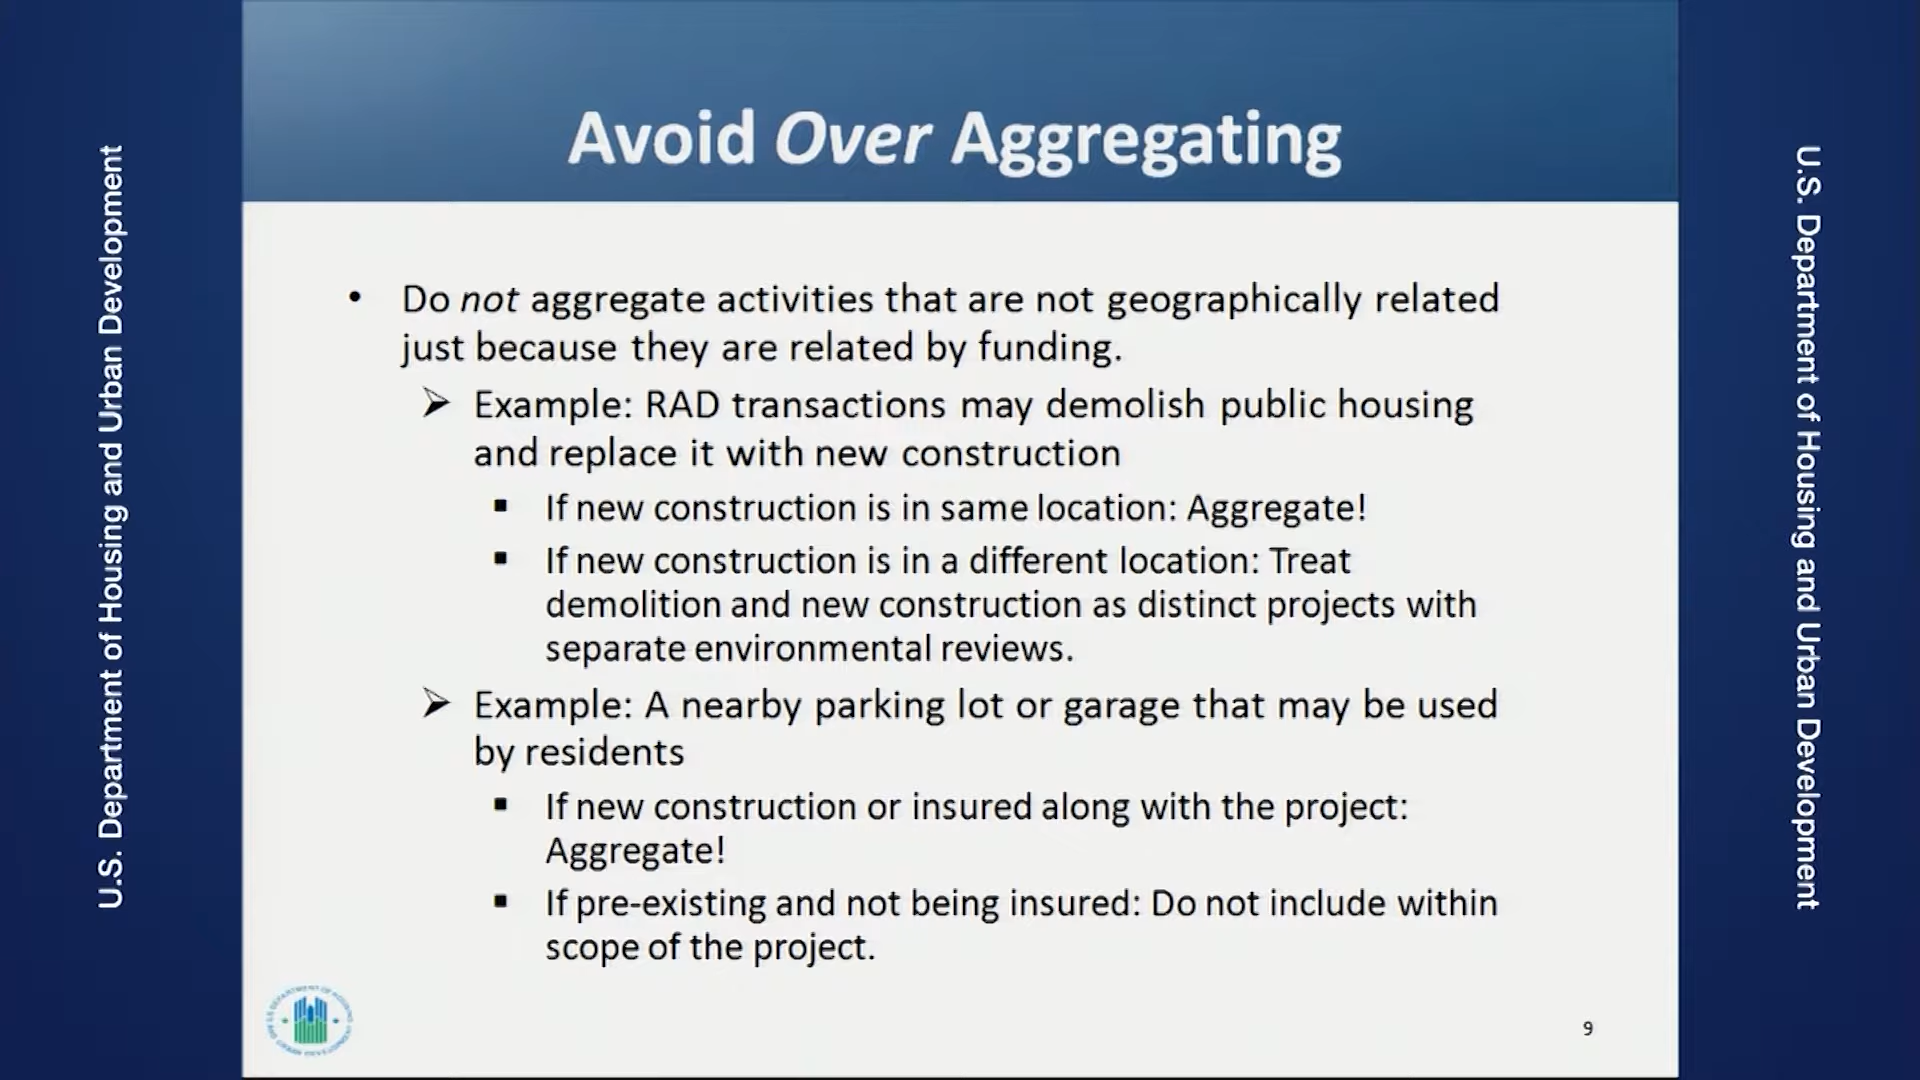 Avoid Over Aggregating
• Do not aggregate activities that are not geographically related
just because they are related by funding.
➢ Example: RAD transactions may demolish public housing
and replace it with new construction
▪ If new construction is in same location: Aggregate!
▪ If new construction is in a different location: Treat
demolition and new construction as distinct projects with
separate environmental reviews.
➢ Example: A nearby parking lot or garage that may be used
by residents
▪ If new construction or insured along with the project:
Aggregate!
▪ If pre-existing and not being insured: Do not include within
scope of the project.
9
U.S. Department of Housing and Urban Development
U.S. Department of Housing and Urban Development